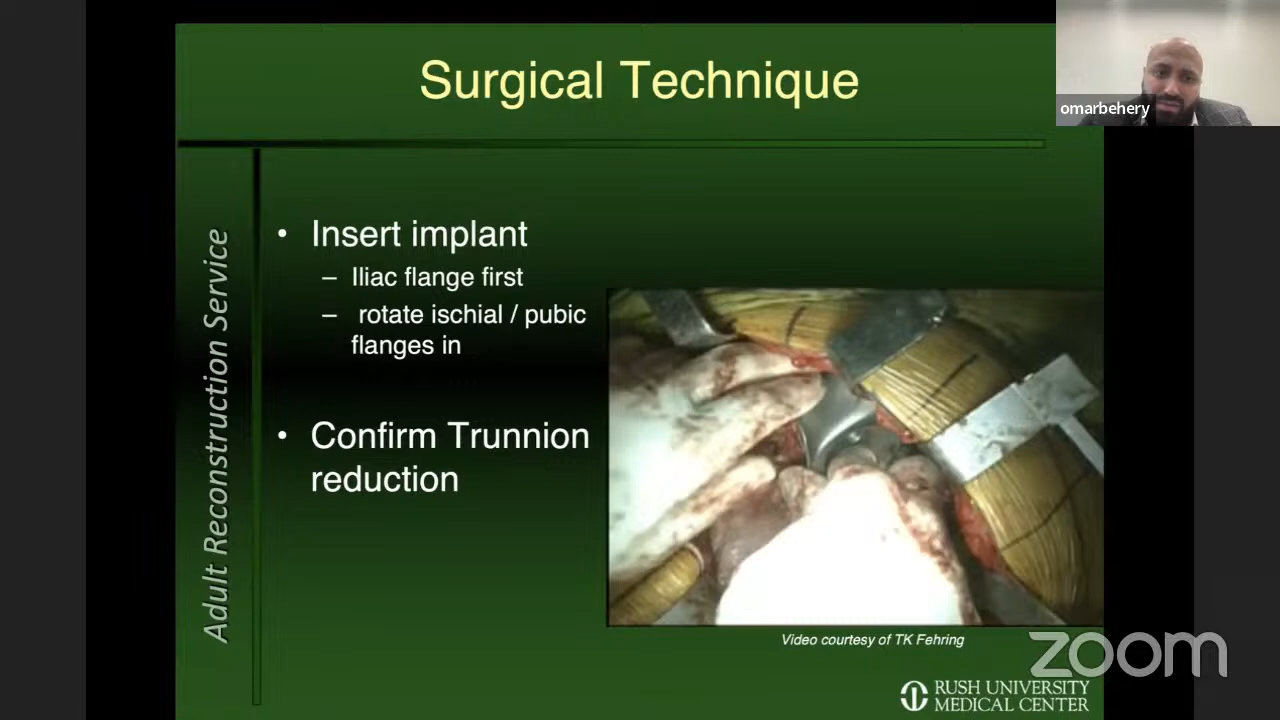 Surgical Technique
omarbehery
Adult Reconstruction Service
• Insert implant
– Iliac flange first
– rotate ischial / pubic
flanges in
• Confirm Trunnion
reduction
Video courtesy of TK Fehring
zoom
RUSH UNIVERSITY
MEDICAL CENTER